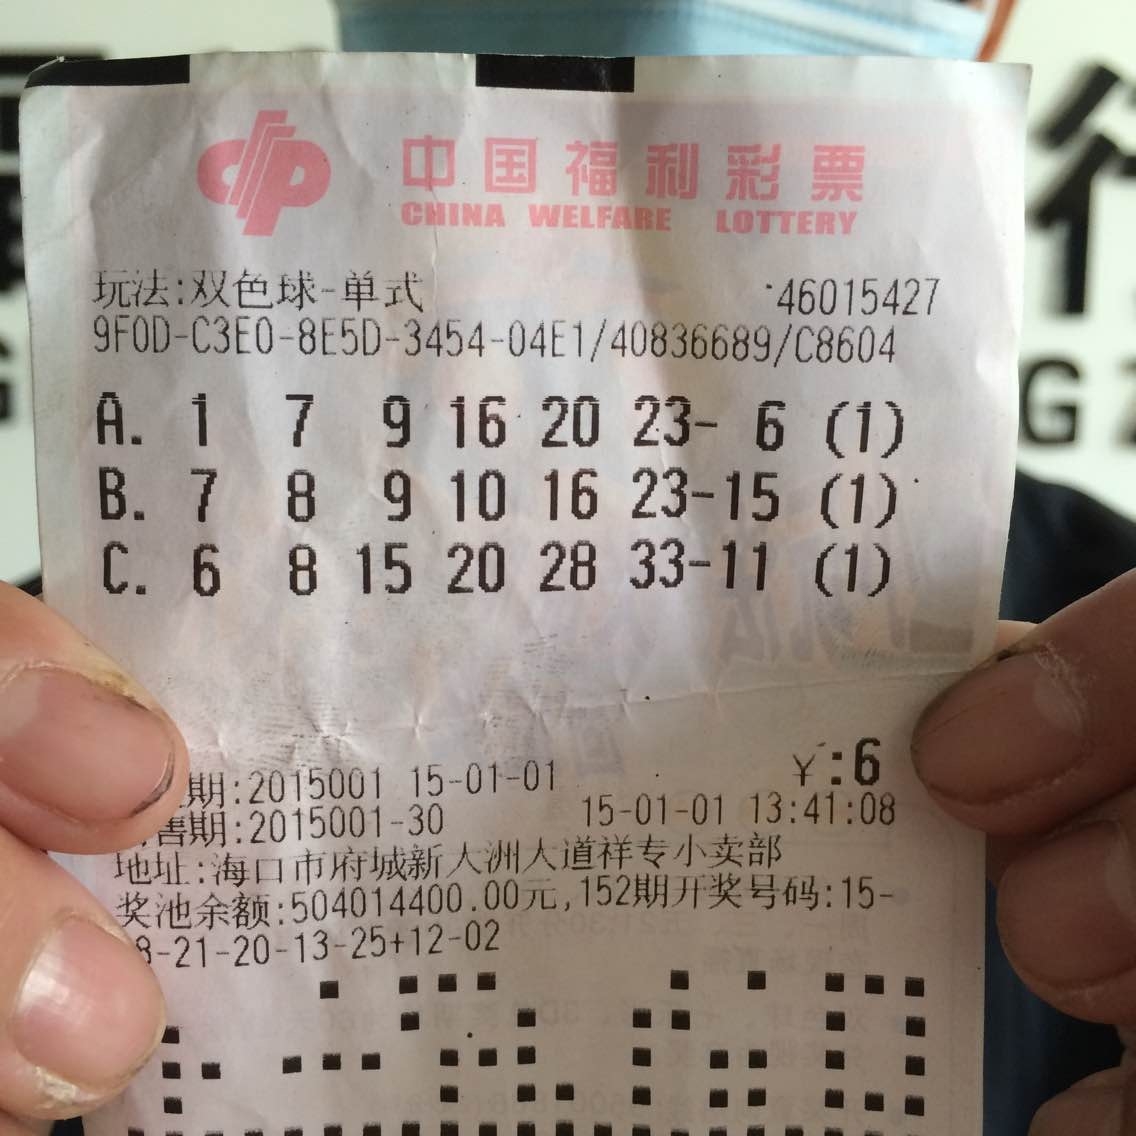 中国福利彩票
CHINA WELFARE LOTTERY
玩法:双色球-单式 46015427
9F0D-C3E0-8E5D-3454-04E1/40836689/C8604
A. 1 7 9 16 20 23- 6 (1)
B. 7 8 9 10 16 23-15 (1)
C. 6 8 15 20 28 33-11 (1)
期:2015001 15-01-01 ¥:6
售期:2015001-30 15-01-01 13:41:08
地址:海口市府城新大洲大道祥专小卖部
奖池余额:504014400.00元,152期开奖号码:15-
8-21-20-13-25+12-02